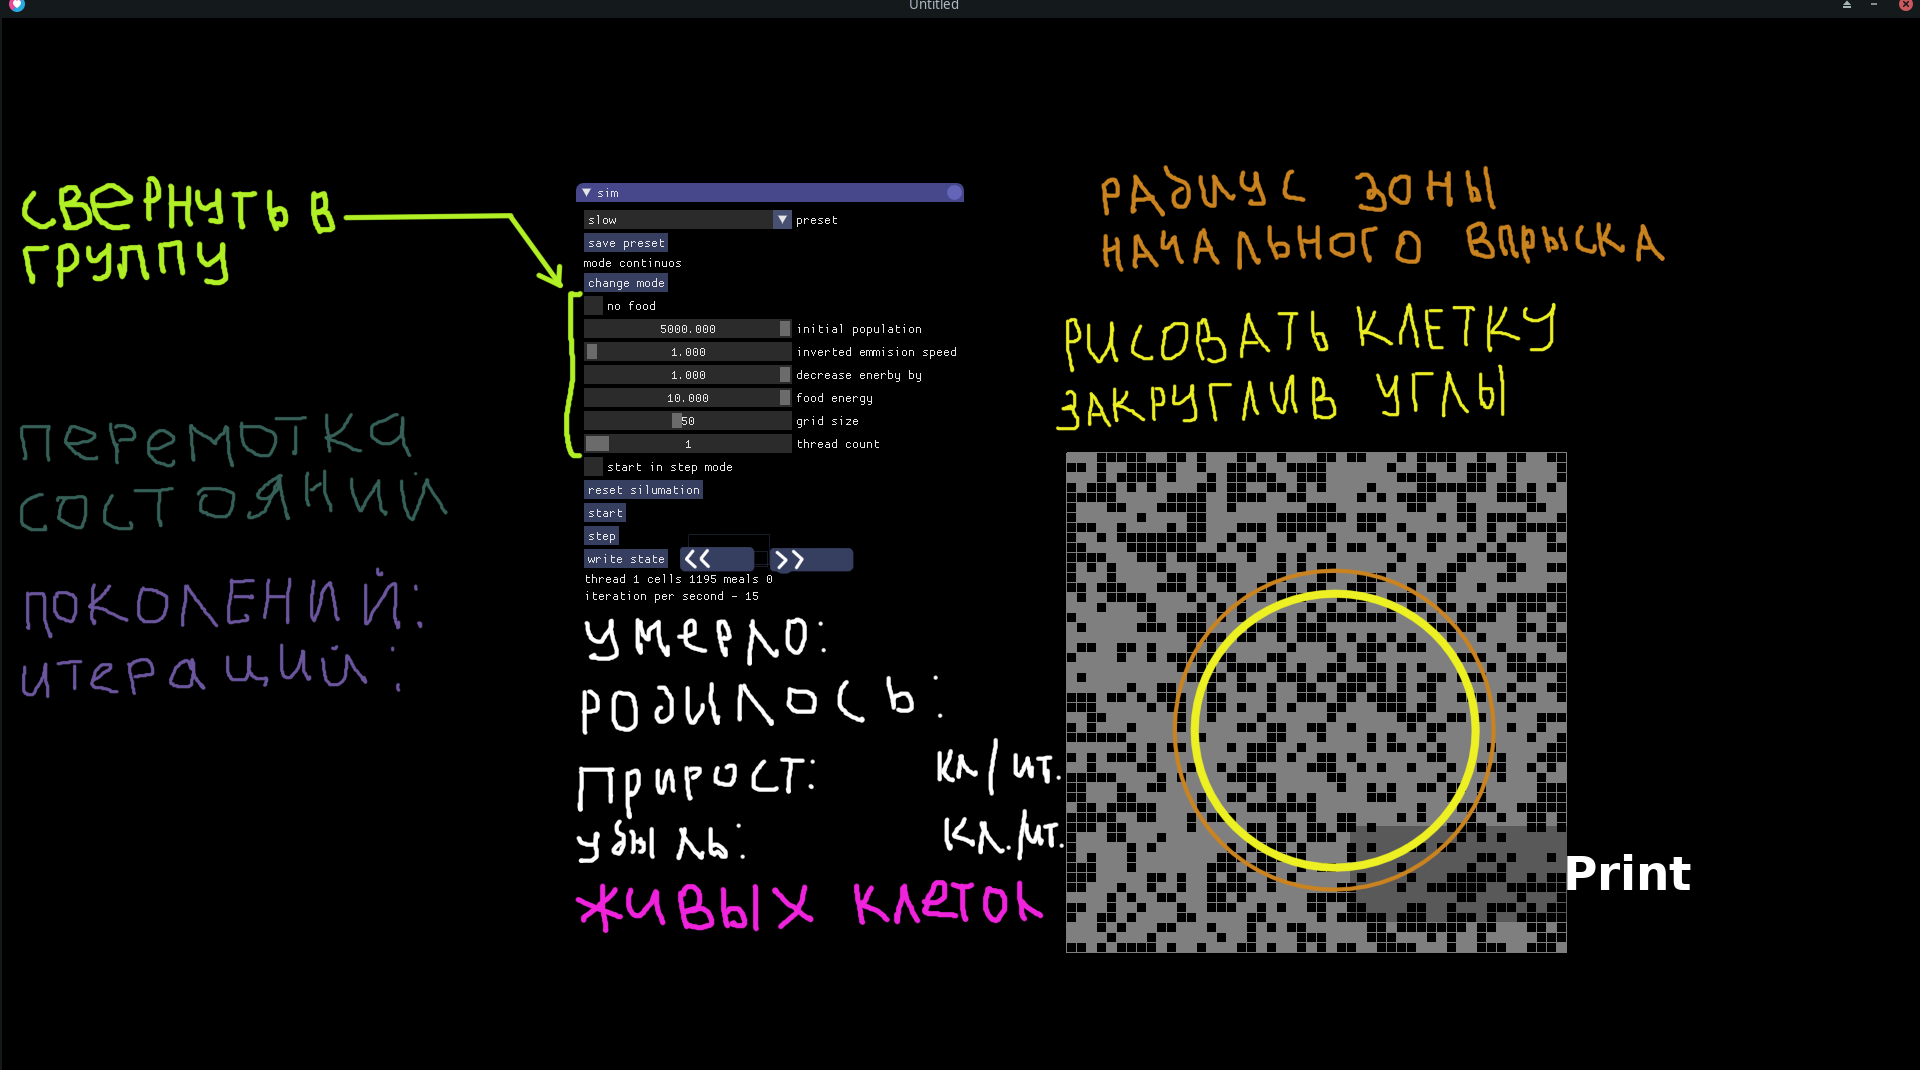 Untitled
СВЕРНУТЬ В
ГРУППУ
ПЕРЕМОТКА
СОСТОЯНИЙ
ПОКОЛЕНИЙ:
ИТЕРАЦИЙ:
sim
slow preset
save preset
mode continuos
change mode
no food
5000.000 initial population
1.000 inverted emmision speed
1.000 decrease enerby by
10.000 food energy
50 grid size
1 thread count
start in step mode
reset silumation
start
step
write state << >>
thread 1 cells 1195 meals 0
iteration per second - 15
УМЕРЛО:
РОДИЛОСЬ:
ПРИРОСТ: КЛ/ИТ.
УБЫЛЬ: КЛ./ИТ.
ЖИВЫХ КЛЕТОК
РАДИУС ЗОНЫ
НАЧАЛЬНОГО ВПРЫСКА
РИСОВАТЬ КЛЕТКУ
ЗАКРУГЛИВ УГЛЫ
Print